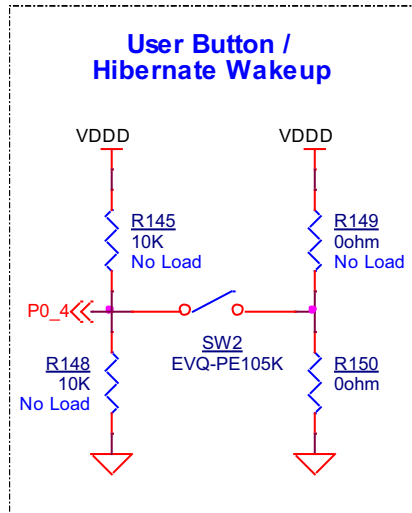 User Button /
Hibernate Wakeup
VDDD
VDDD
R145
10K
No Load
R149
0ohm
No Load
P0_4
SW2
EVQ-PE105K
R148
10K
No Load
R150
0ohm